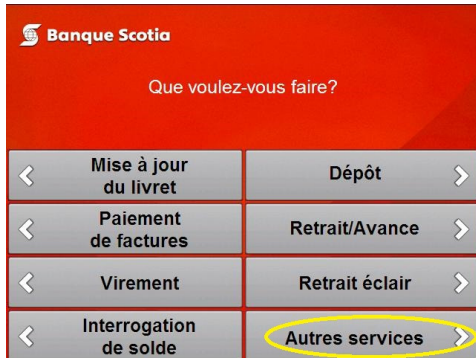 Banque Scotia
Que voulez-vous faire?
Mise à jour
du livret
Dépôt
Paiement
de factures
Retrait/Avance
Virement
Retrait éclair
Interrogation
de solde
Autres services